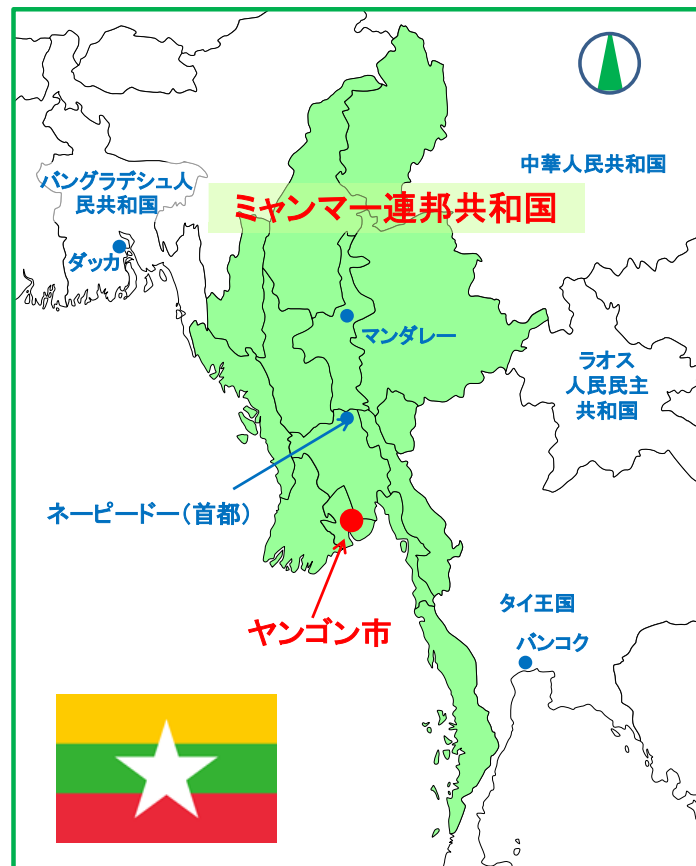 中華人民共和国
バングラデシュ人
民共和国
ミャンマー連邦共和国
ダッカ
マンダレー
ラオス
人民民主
共和国
ネーピードー(首都)
タイ王国
ヤンゴン市
バンコク